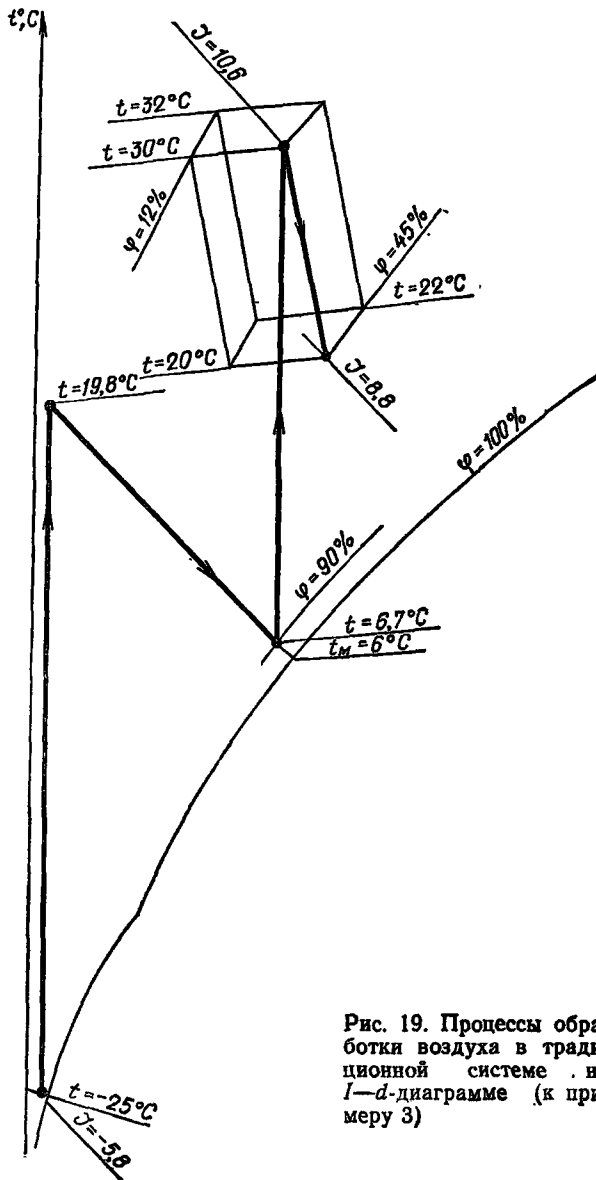 t°,C
J=10,6
t=32°C
t=30°C
φ=12%
φ=45%
t=22°C
t=20°C
t=19,8°C
J=8,8
φ=100%
φ=90%
t=6,7°C
tм=6°C
t=-25°C
J=-5,8
Рис. 19. Процессы обра
ботки воздуха в тради
ционной системе . н
I—d-диаграмме (к при
меру 3)